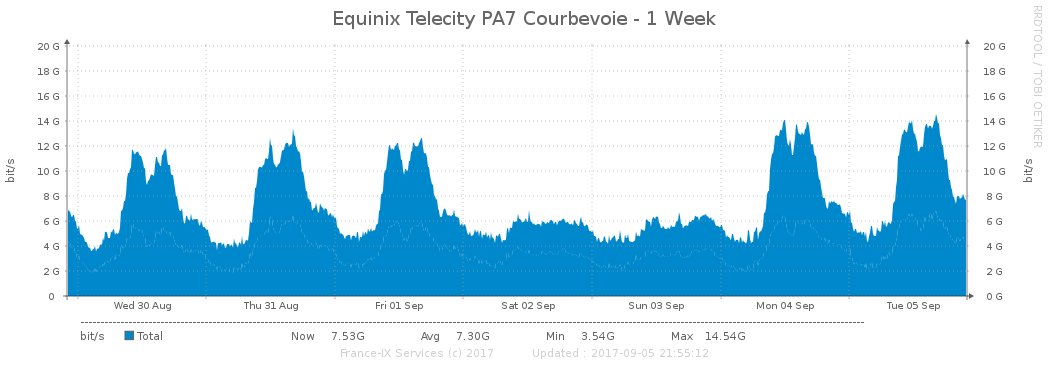 Equinix Telecity PA7 Courbevoie - 1 Week
RRDTOOL / TOBI OETIKER
bit/s
20 G
18 G
16 G
14 G
12 G
10 G
8 G
6 G
4 G
2 G
0
20 G
18 G
16 G
14 G
12 G
10 G
8 G
6 G
4 G
2 G
0 G
bit/s
Wed 30 Aug Thu 31 Aug Fri 01 Sep Sat 02 Sep Sun 03 Sep Mon 04 Sep Tue 05 Sep
bit/s Total Now 7.53G Avg 7.30G Min 3.54G Max 14.54G
France-IX Services (c) 2017 Updated : 2017-09-05 21:55:12